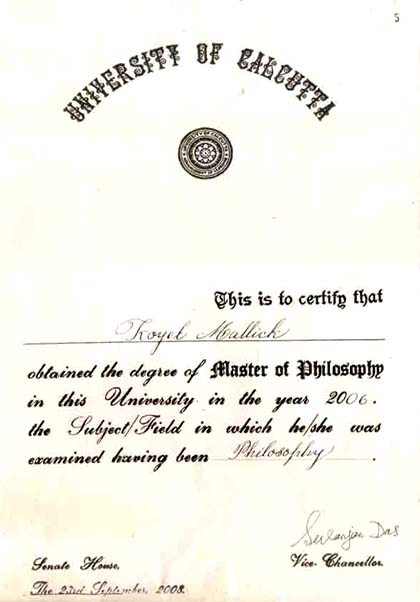 5
UNIVERSITY OF CALCUTTA
This is to certify that
Koyel Mallick
obtained the degree of Master of Philosophy
in this University in the year 2006.
the Subject/Field in which he/she was
examined having been Philosophy.
Das
Senate House,
Vice-Chancellor.
The 23rd September, 2008.